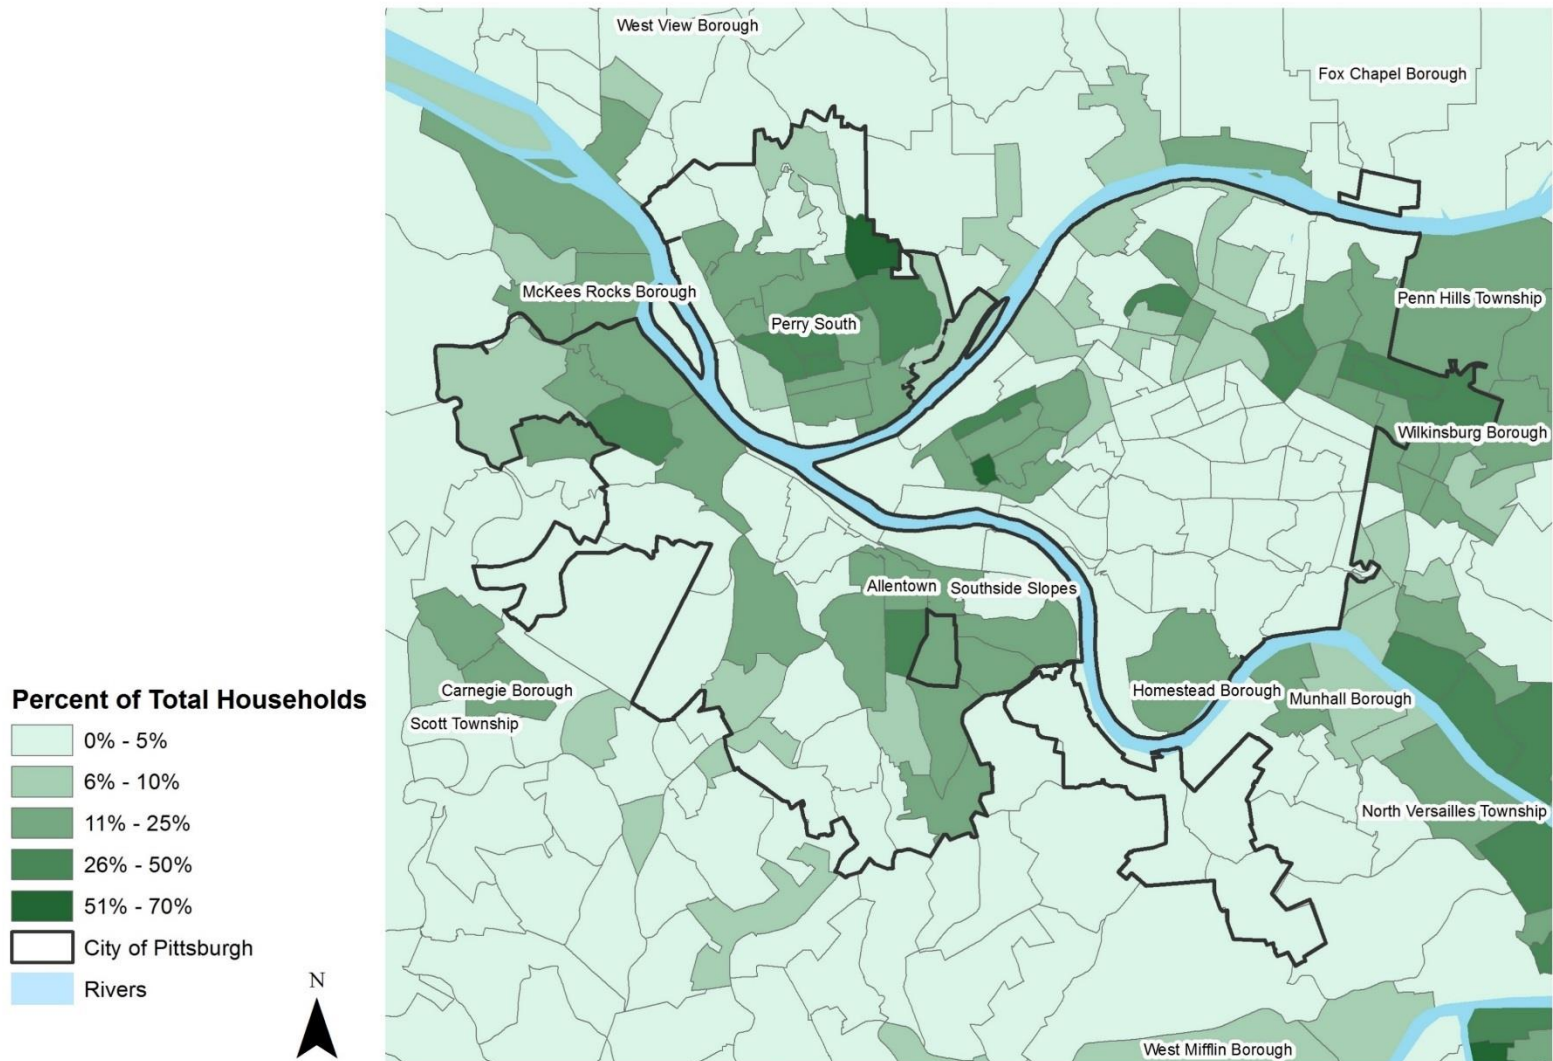 West View Borough
Fox Chapel Borough
McKees Rocks Borough
Penn Hills Township
Perry South
Wilkinsburg Borough
Allentown
Southside Slopes
Carnegie Borough
Homestead Borough
Munhall Borough
Scott Township
North Versailles Township
West Mifflin Borough
Percent of Total Households
0% - 5%
6% - 10%
11% - 25%
26% - 50%
51% - 70%
City of Pittsburgh
Rivers
N